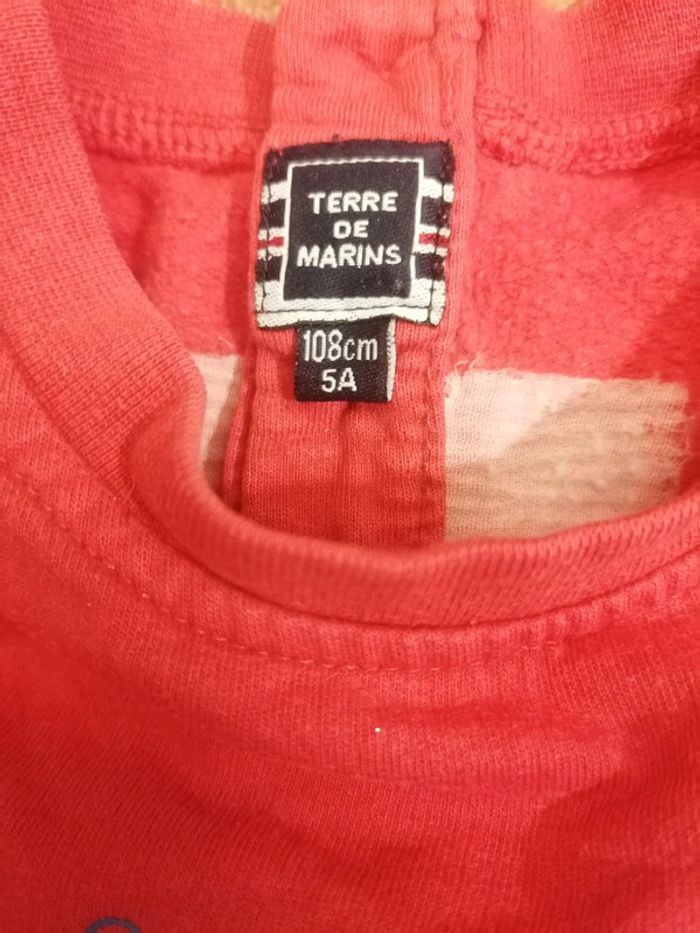 TERRE
DE
MARINS
108cm
5A